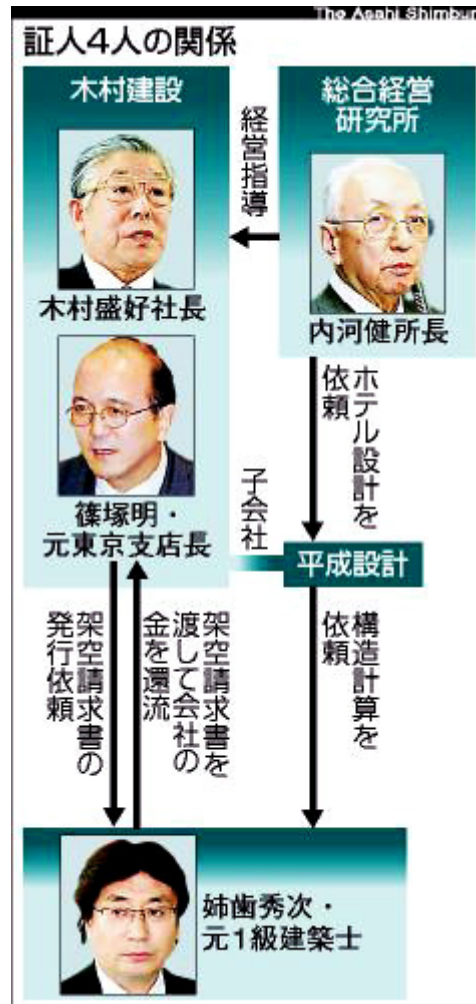 The Asahi Shimbun
証人4人の関係
木村建設
木村盛好社長
篠塚明・
元東京支店長
総合経営
研究所
内河健所長
経営指導
ホテル設計を
依頼
子会社
平成設計
構造計算を
依頼
架空請求書の
発行依頼
架空請求書を
渡して会社の
金を還流
姉歯秀次・
元1級建築士